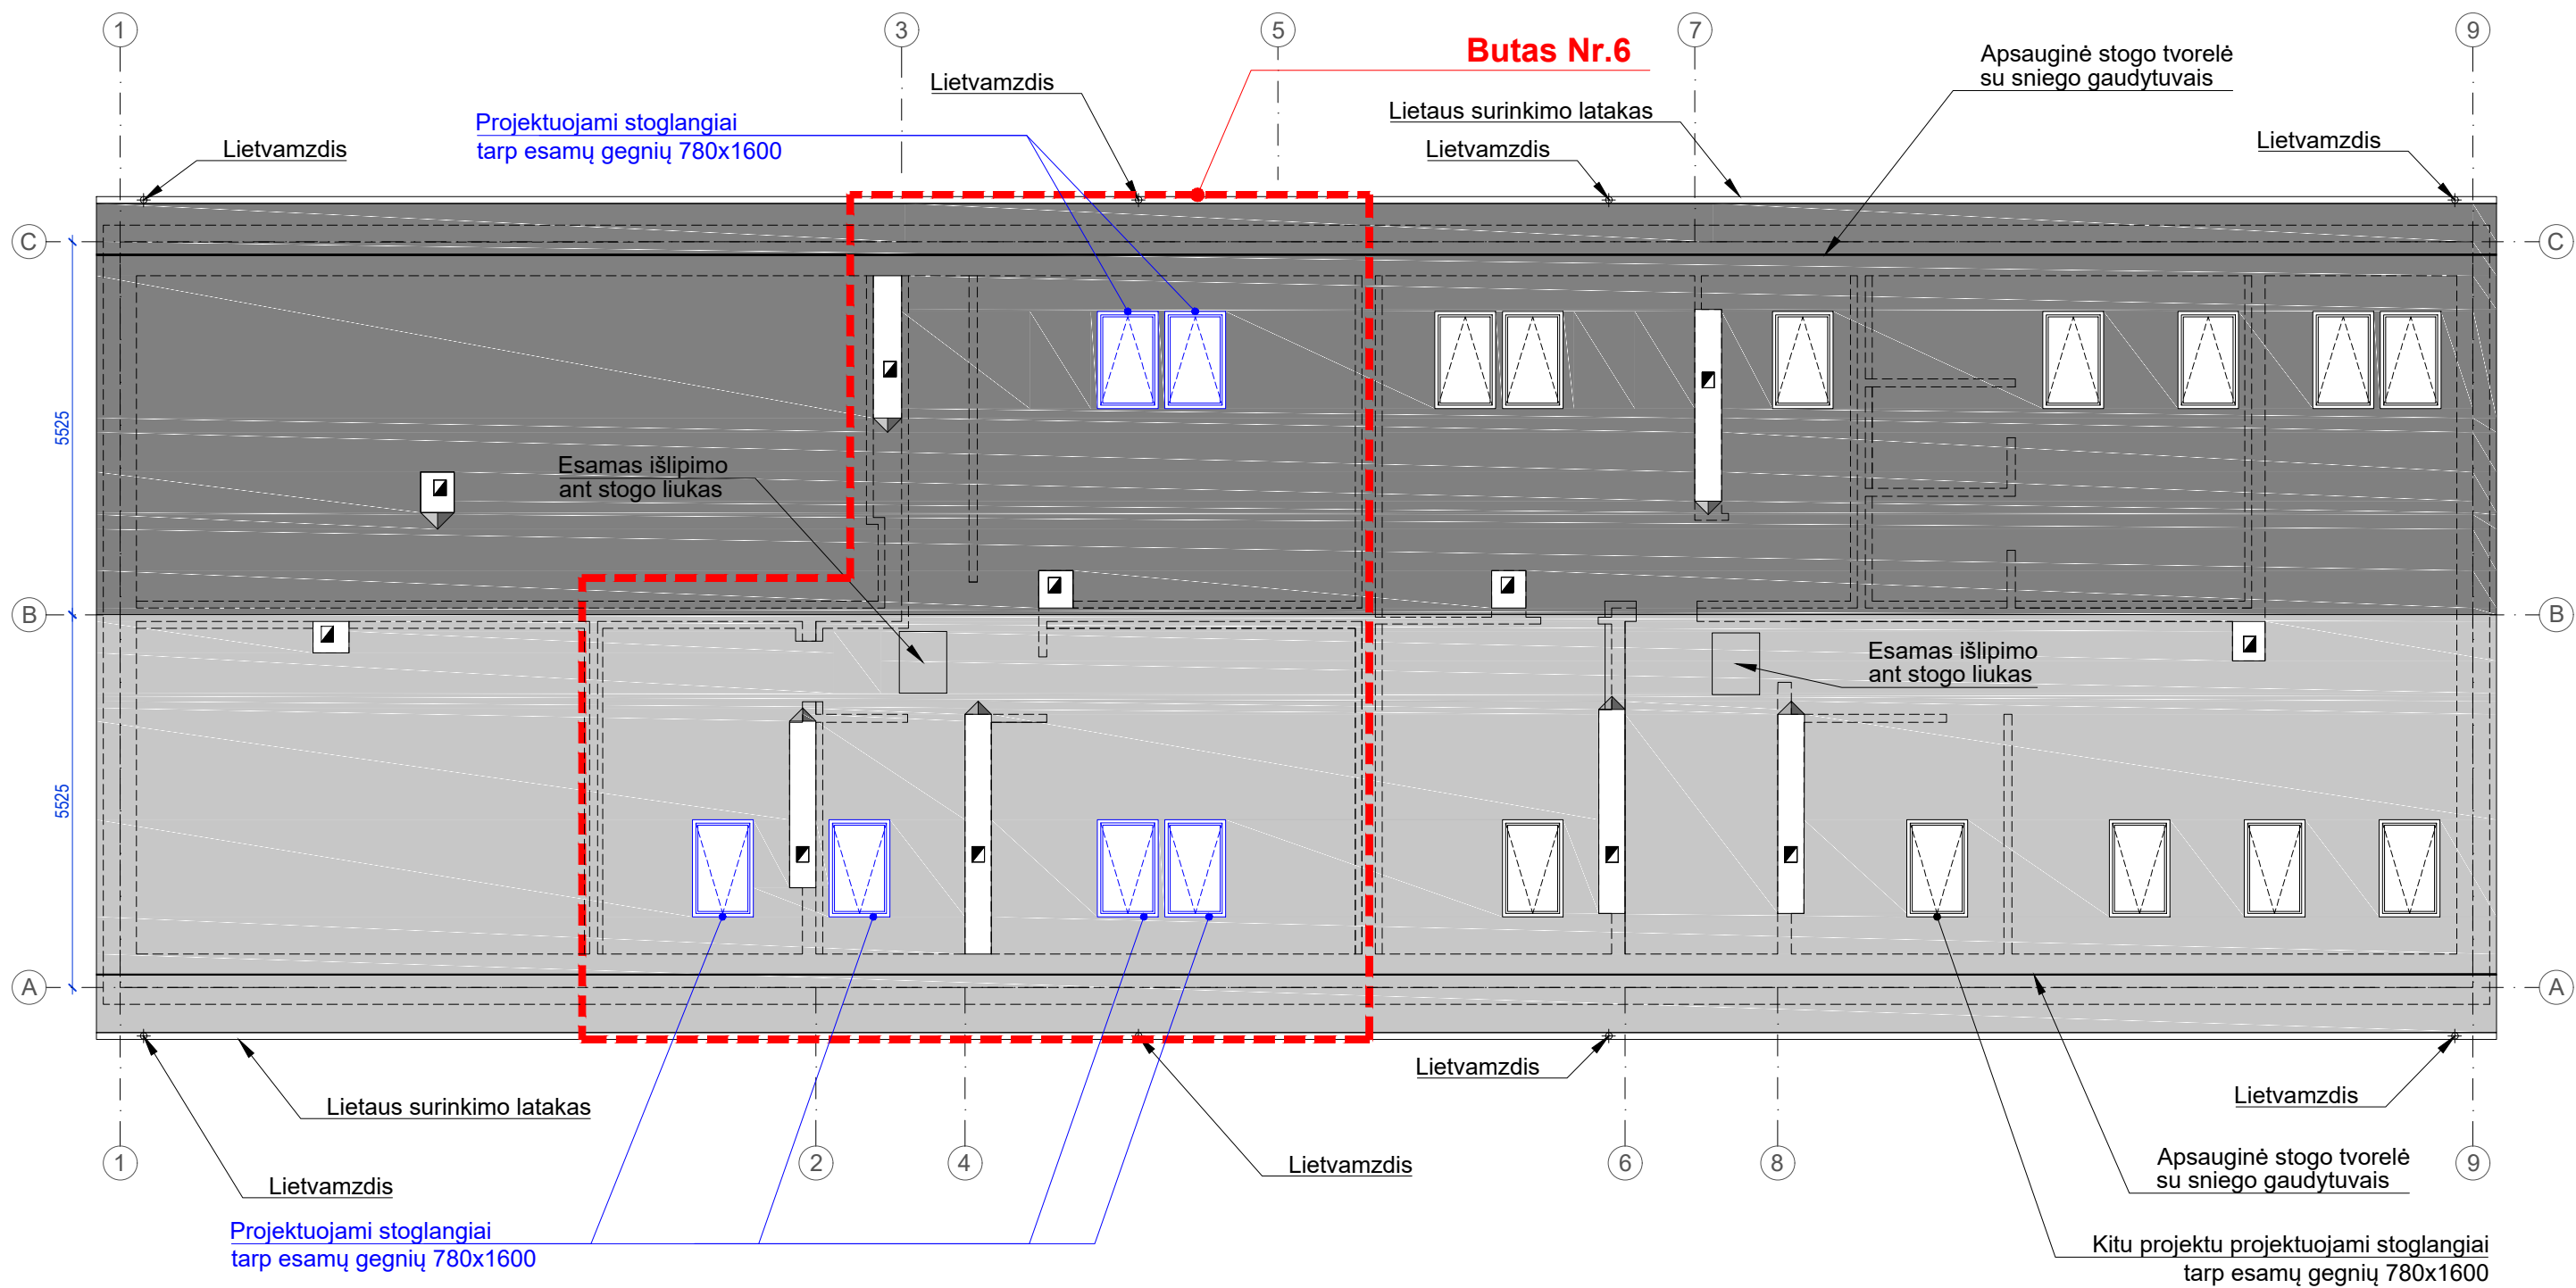 1
3
5
7
9
Butas Nr.6
Apsauginė stogo tvorelė
su sniego gaudytuvais
Lietvamzdis
Lietaus surinkimo latakas
Projektuojami stoglangiai
tarp esamų gegnių 780x1600
Lietvamzdis
Lietvamzdis
Lietvamzdis
C
C
5525
Esamas išlipimo
ant stogo liukas
B
B
Esamas išlipimo
ant stogo liukas
5525
A
A
Lietvamzdis
Lietaus surinkimo latakas
Lietvamzdis
1
2
4
6
8
9
Lietvamzdis
Apsauginė stogo tvorelė
su sniego gaudytuvais
Lietvamzdis
Projektuojami stoglangiai
tarp esamų gegnių 780x1600
Kitu projektu projektuojami stoglangiai
tarp esamų gegnių 780x1600